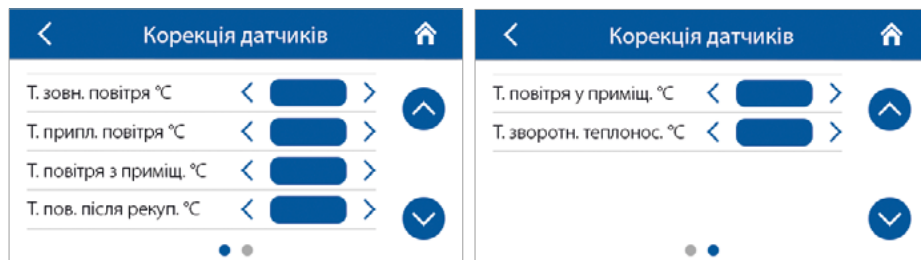 Корекція датчиків
Т. зовн. повітря °C
Т. припл. повітря °C
Т. повітря з приміщ. °C
Т. пов. після рекуп. °C
Корекція датчиків
Т. повітря у приміщ. °C
Т. зворотн. теплонос. °C